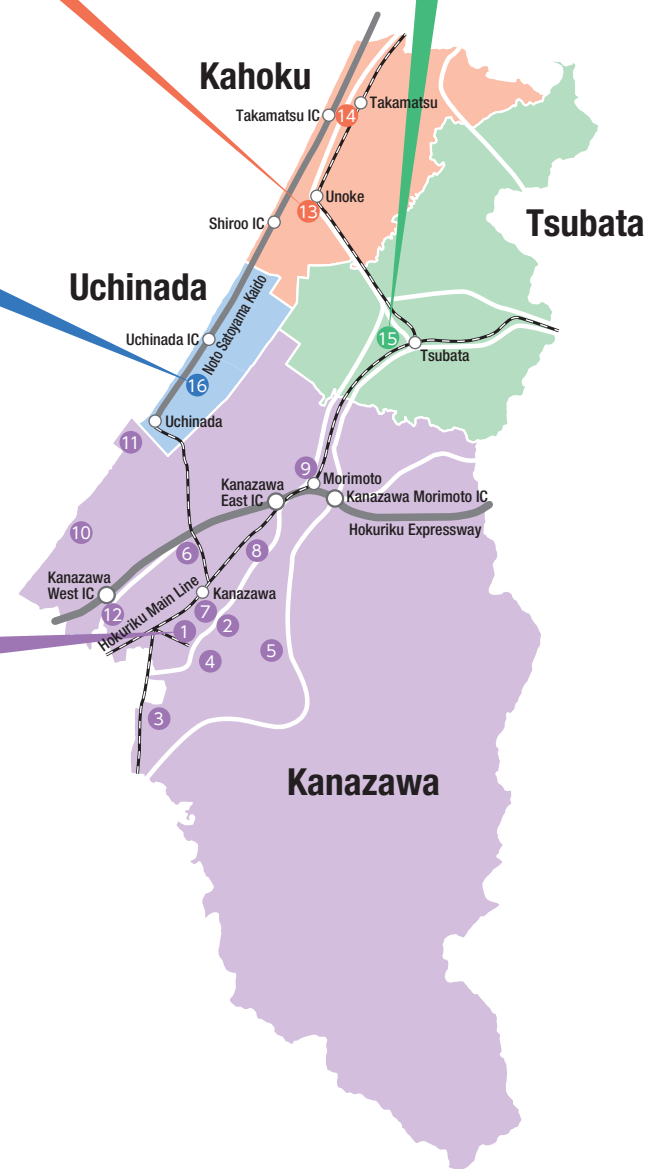 Kahoku
Takamatsu
Takamatsu IC
14
Unoke
13
Shiroo IC
Tsubata
Uchinada
Noto Satoyama Kaido
Uchinada IC
15
Tsubata
16
Uchinada
11
9
Morimoto
Kanazawa
East IC
Kanazawa Morimoto IC
Hokuriku Expressway
10
6
8
Kanazawa
West IC
Hokuriku Main Line
Kanazawa
12
7
2
1
5
4
3
Kanazawa